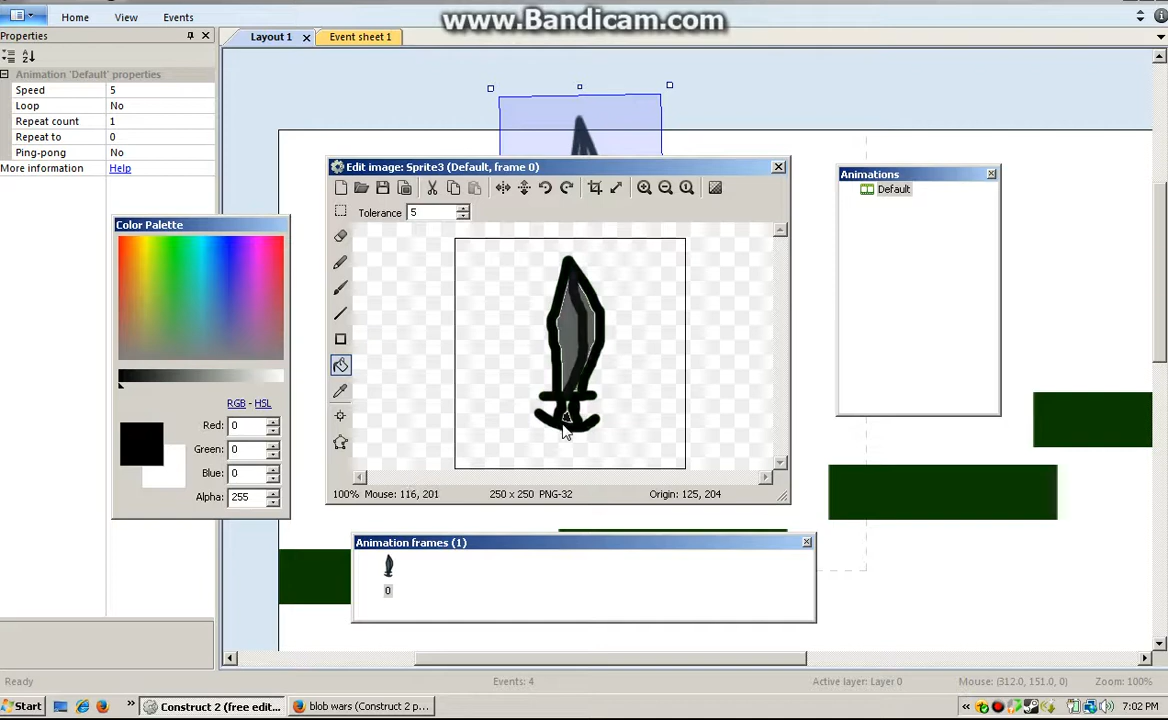 www.Bandicam.com
Home View Events
Properties
Layout 1
Event sheet 1
Animation 'Default' properties
Speed 5
Loop No
Repeat count 1
Repeat to 0
Ping-pong No
More information Help
Edit image: Sprite3 (Default, frame 0)
Tolerance 5
Animations
Default
Color Palette
RGB - HSL
Red: 0
Green: 0
Blue: 0
Alpha: 255
100% Mouse: 116, 201 250 x 250 PNG-32 Origin: 125, 204
Animation frames (1)
0
Ready Events: 4 Active layer: Layer 0 Mouse: (312.0, 151.0, 0) Zoom: 100%
Start » Construct 2 (free edit... blob wars (Construct 2 p... « 7:02 PM